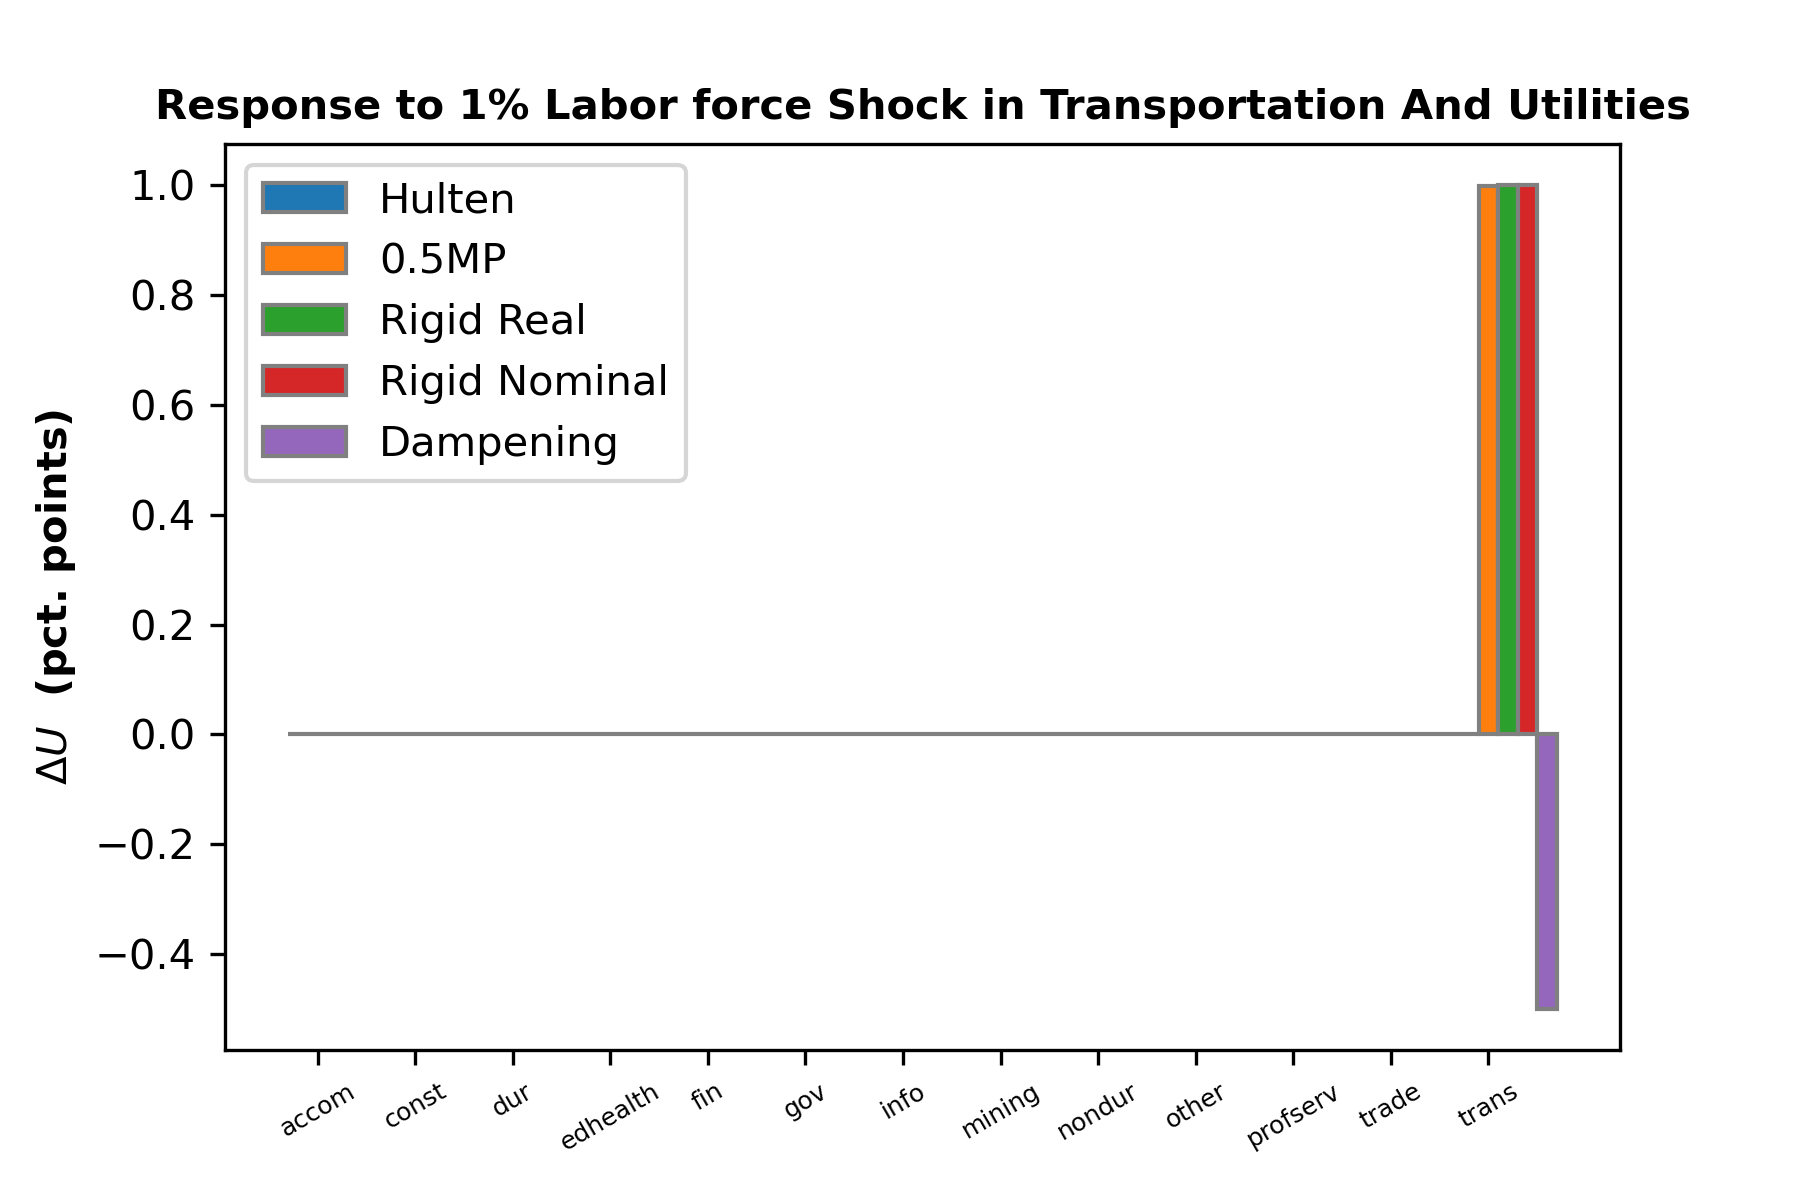 Response to 1% Labor force Shock in Transportation And Utilities
Hulten
0.5MP
Rigid Real
Rigid Nominal
Dampening
1.0
0.8
0.6
0.4
0.2
0.0
−0.2
−0.4
ΔU (pct. points)
accom
const
dur
edhealth
fin
gov
info
mining
nondur
other
profserv
trade
trans